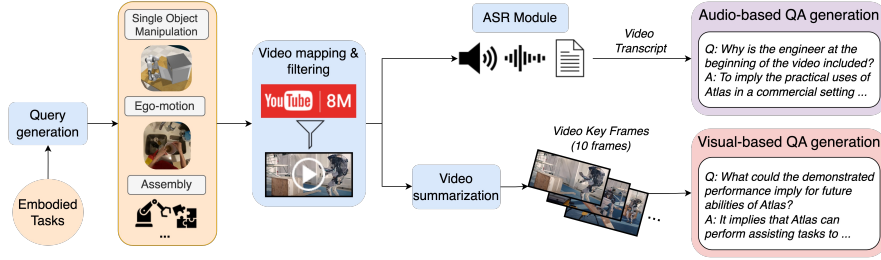 Embodied
Tasks
Query
generation
Single Object
Manipulation
Ego-motion
Assembly
...
Video mapping &
filtering
YouTube | 8M
ASR Module
Video
Transcript
Audio-based QA generation
Q: Why is the engineer at the
beginning of the video included?
A: To imply the practical uses of
Atlas in a commercial setting ...
Video
summarization
Video Key Frames
(10 frames)
...
Visual-based QA generation
Q: What could the demonstrated
performance imply for future
abilities of Atlas?
A: It implies that Atlas can
perform assisting tasks to ...